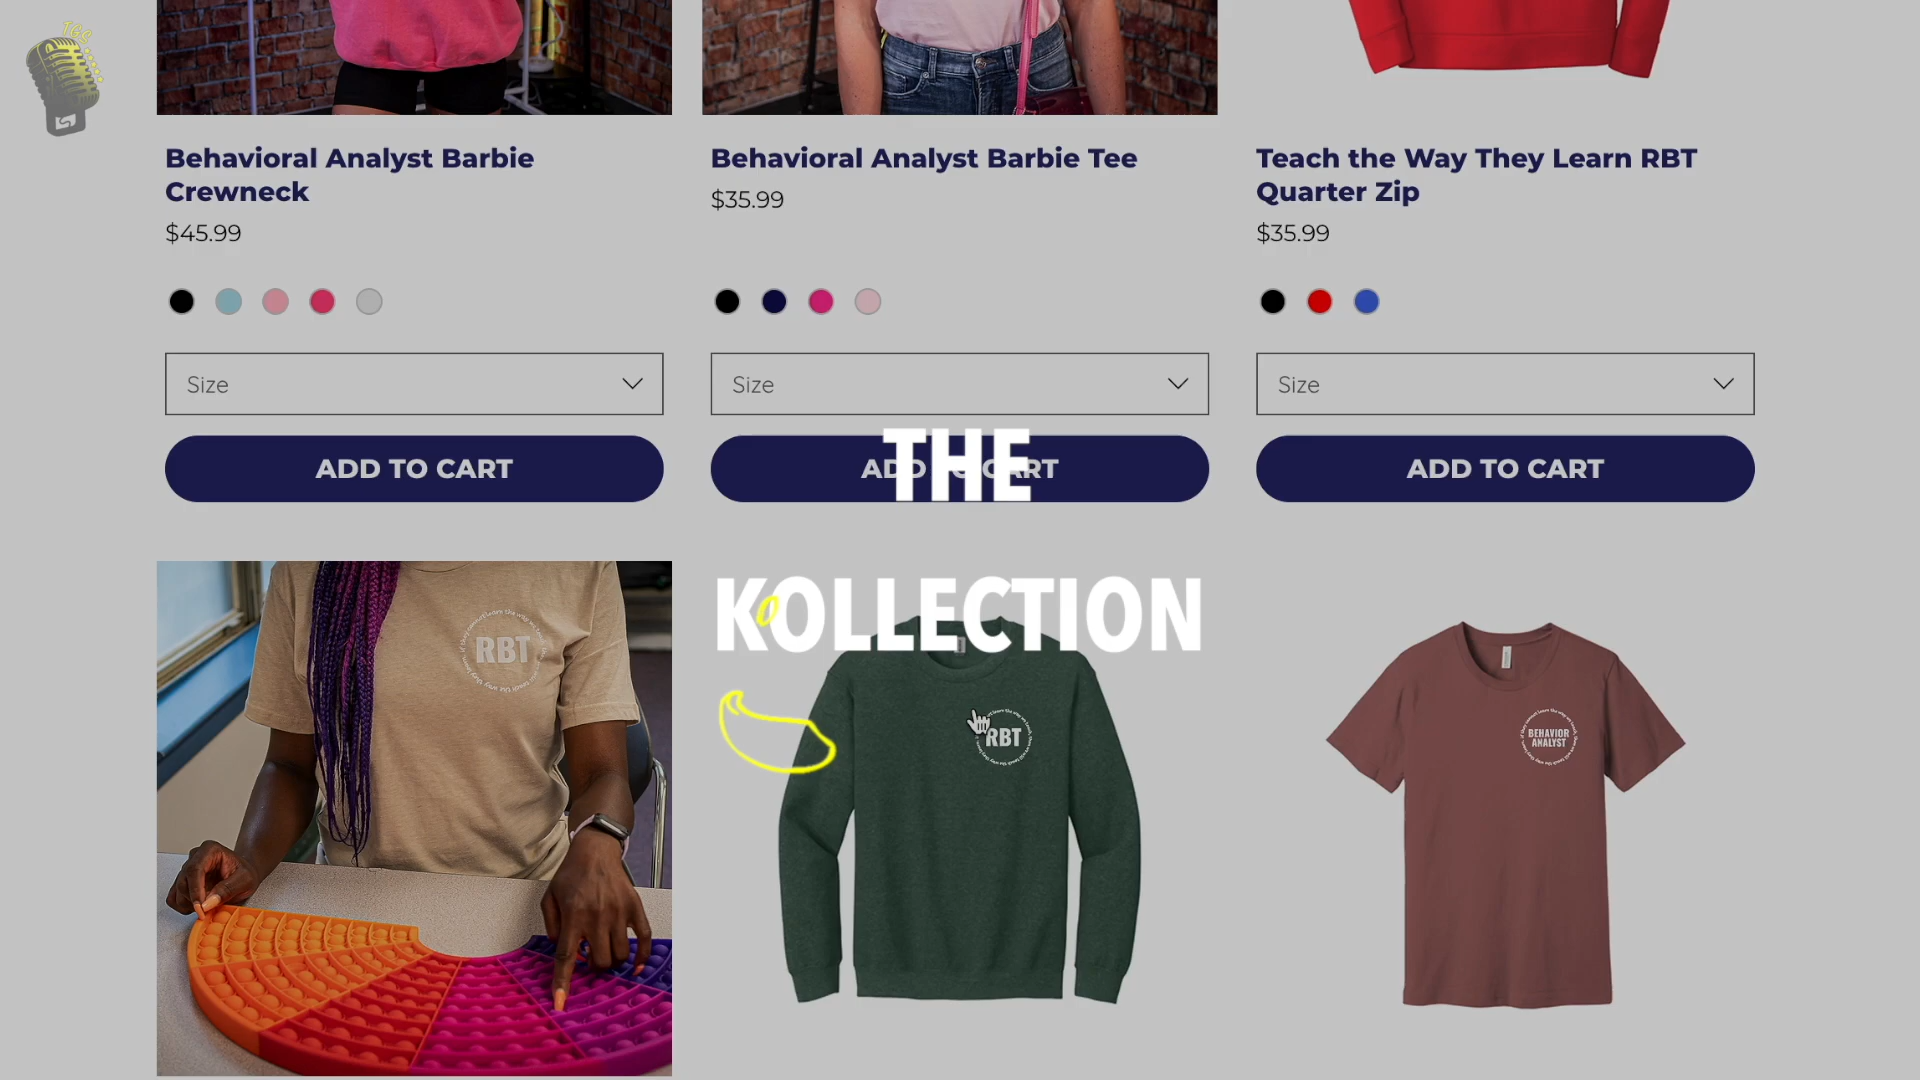 TGS
Behavioral Analyst Barbie
Crewneck
$45.99
Size
ADD TO CART
Behavioral Analyst Barbie Tee
$35.99
Size
ADD TO CART
Teach the Way They Learn RBT
Quarter Zip
$35.99
Size
ADD TO CART
THE
KOLLECTION
RBT
RBT
BEHAVIOR
ANALYST